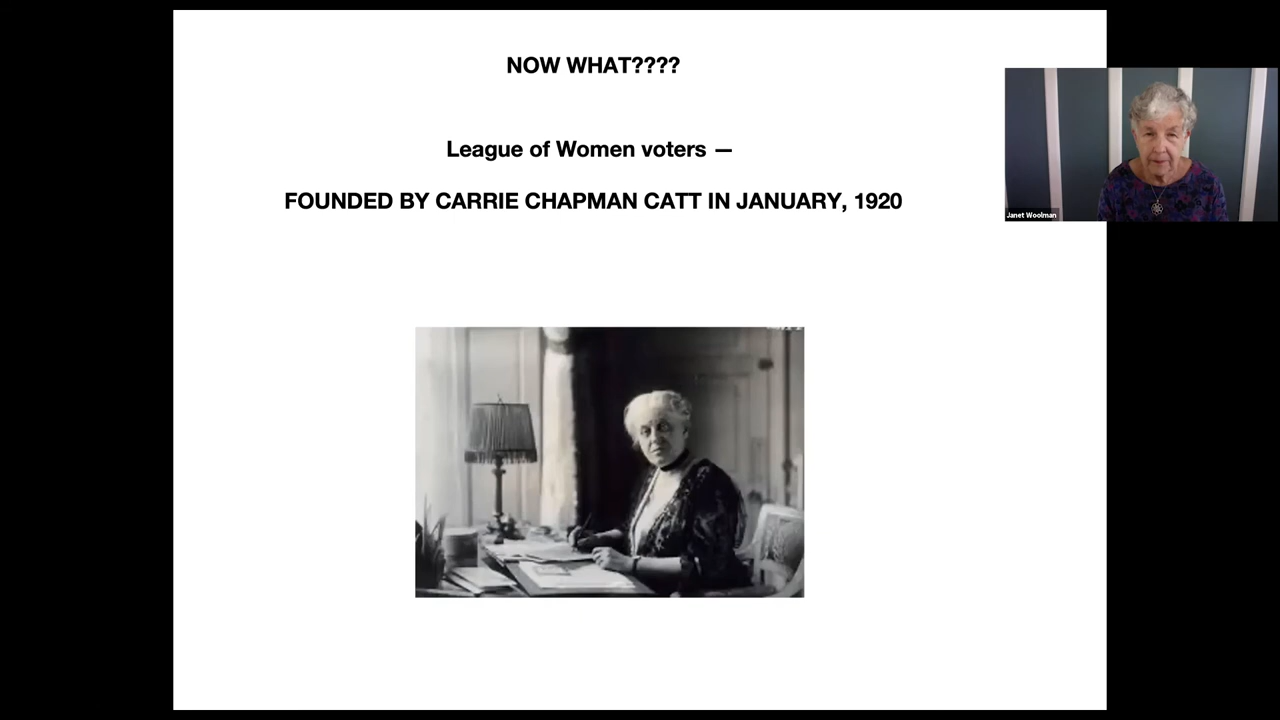 NOW WHAT????
League of Women voters —
FOUNDED BY CARRIE CHAPMAN CATT IN JANUARY, 1920
Janet Woolman